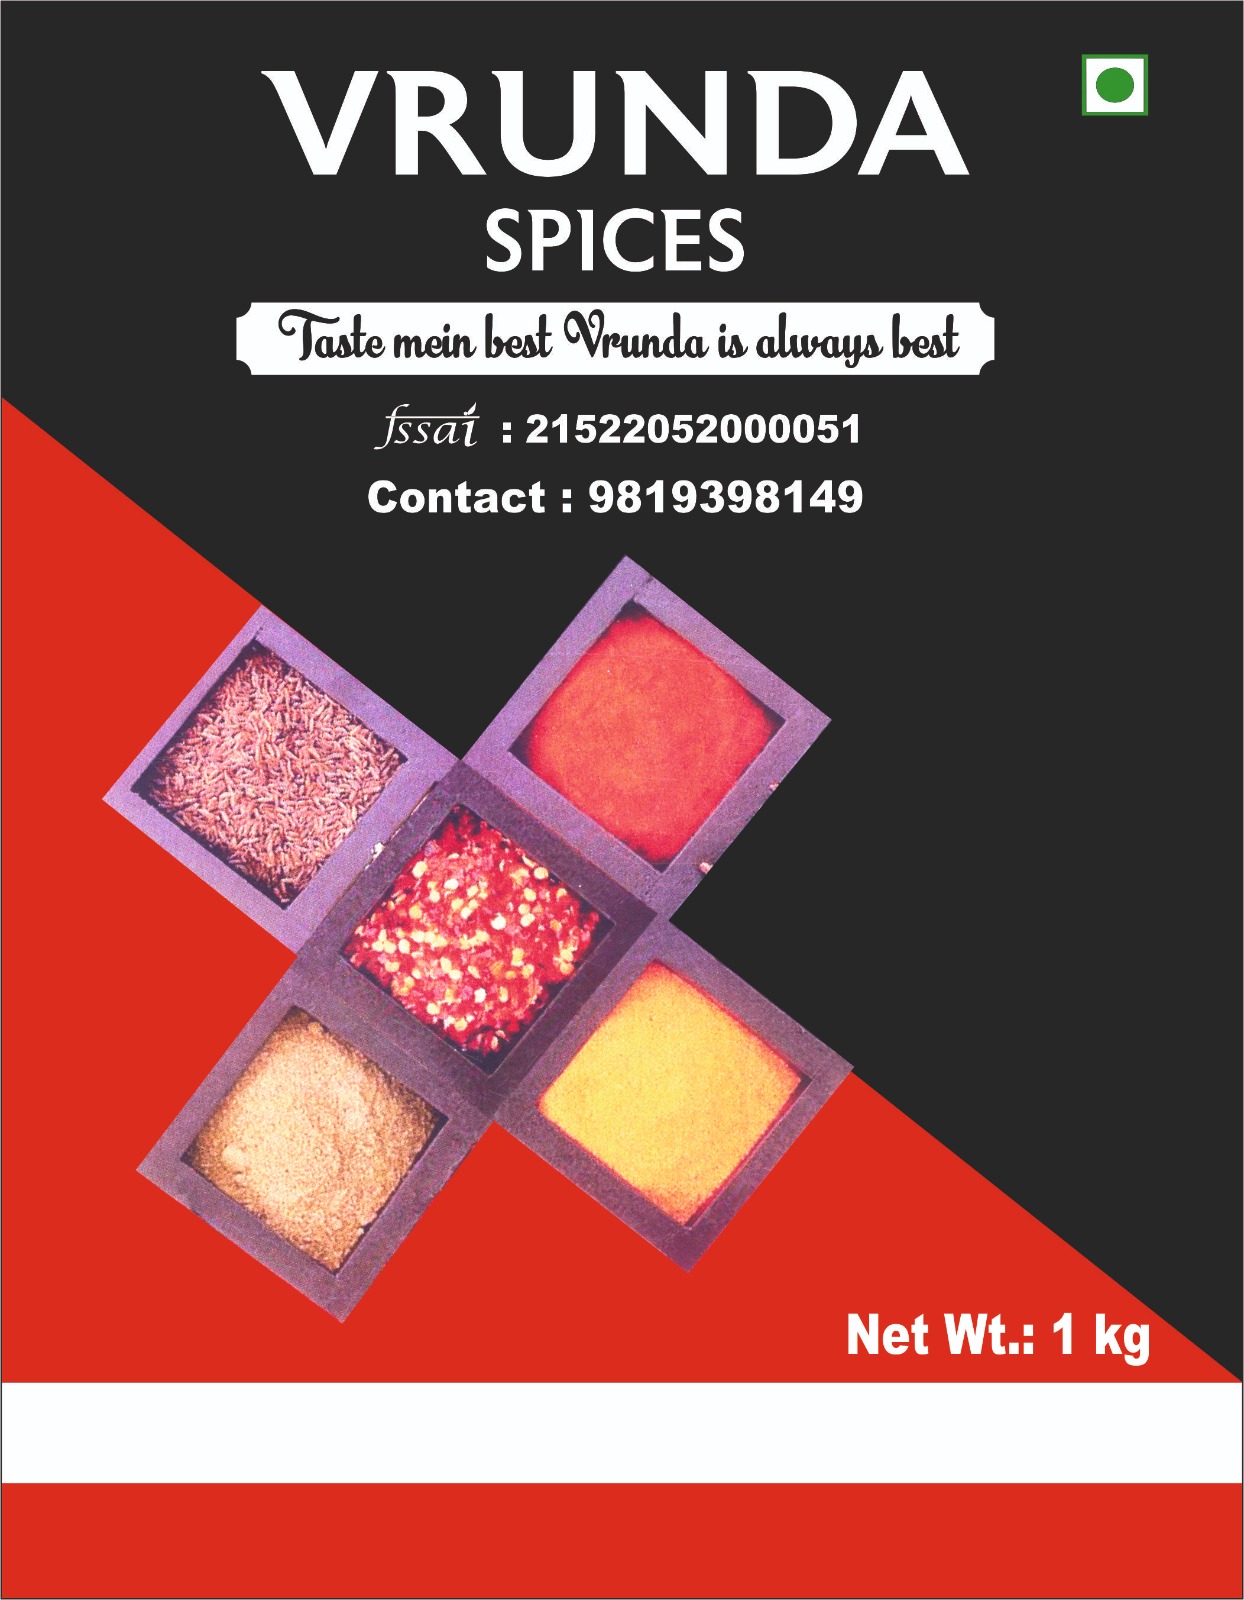 VRUNDA
SPICES
Taste mein best Vrunda is always best
fssai : 21522052000051
Contact : 9819398149
Net Wt.: 1 kg